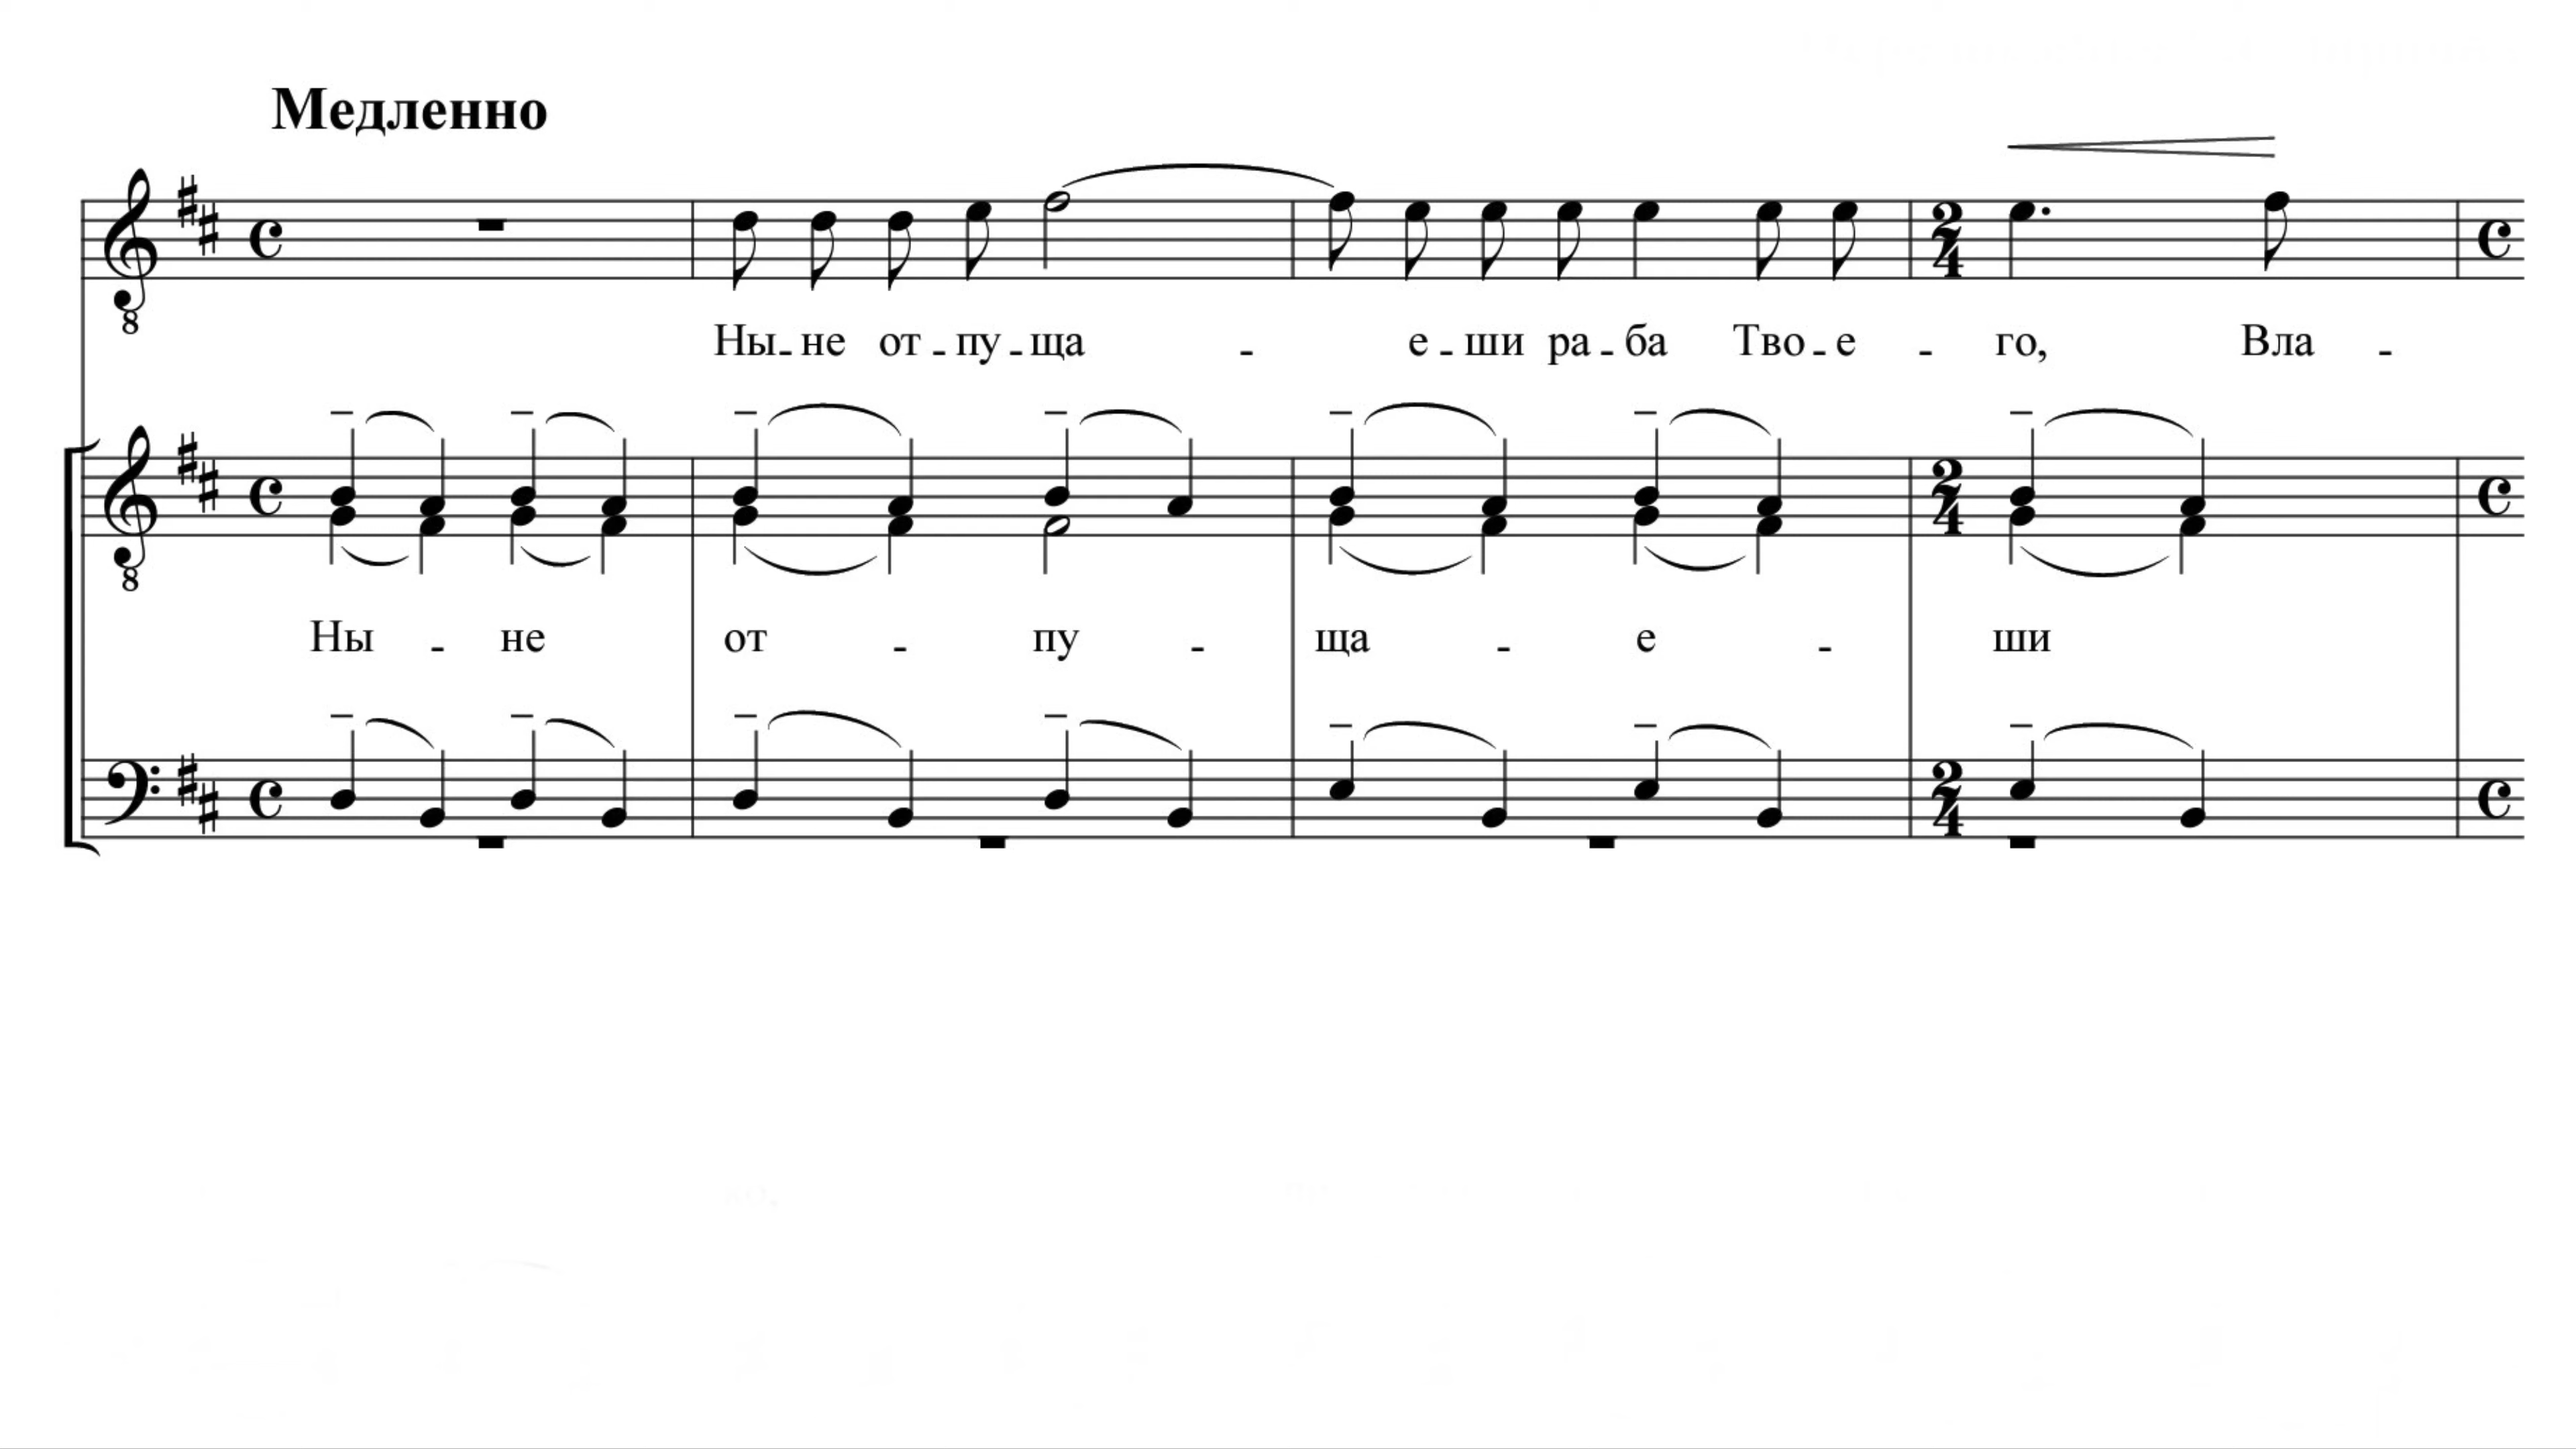 Медленно
Ны-не от-пу-ща - е-ши ра-ба Тво-е - го, Вла -
Ны - не от - пу - ща - е - ши